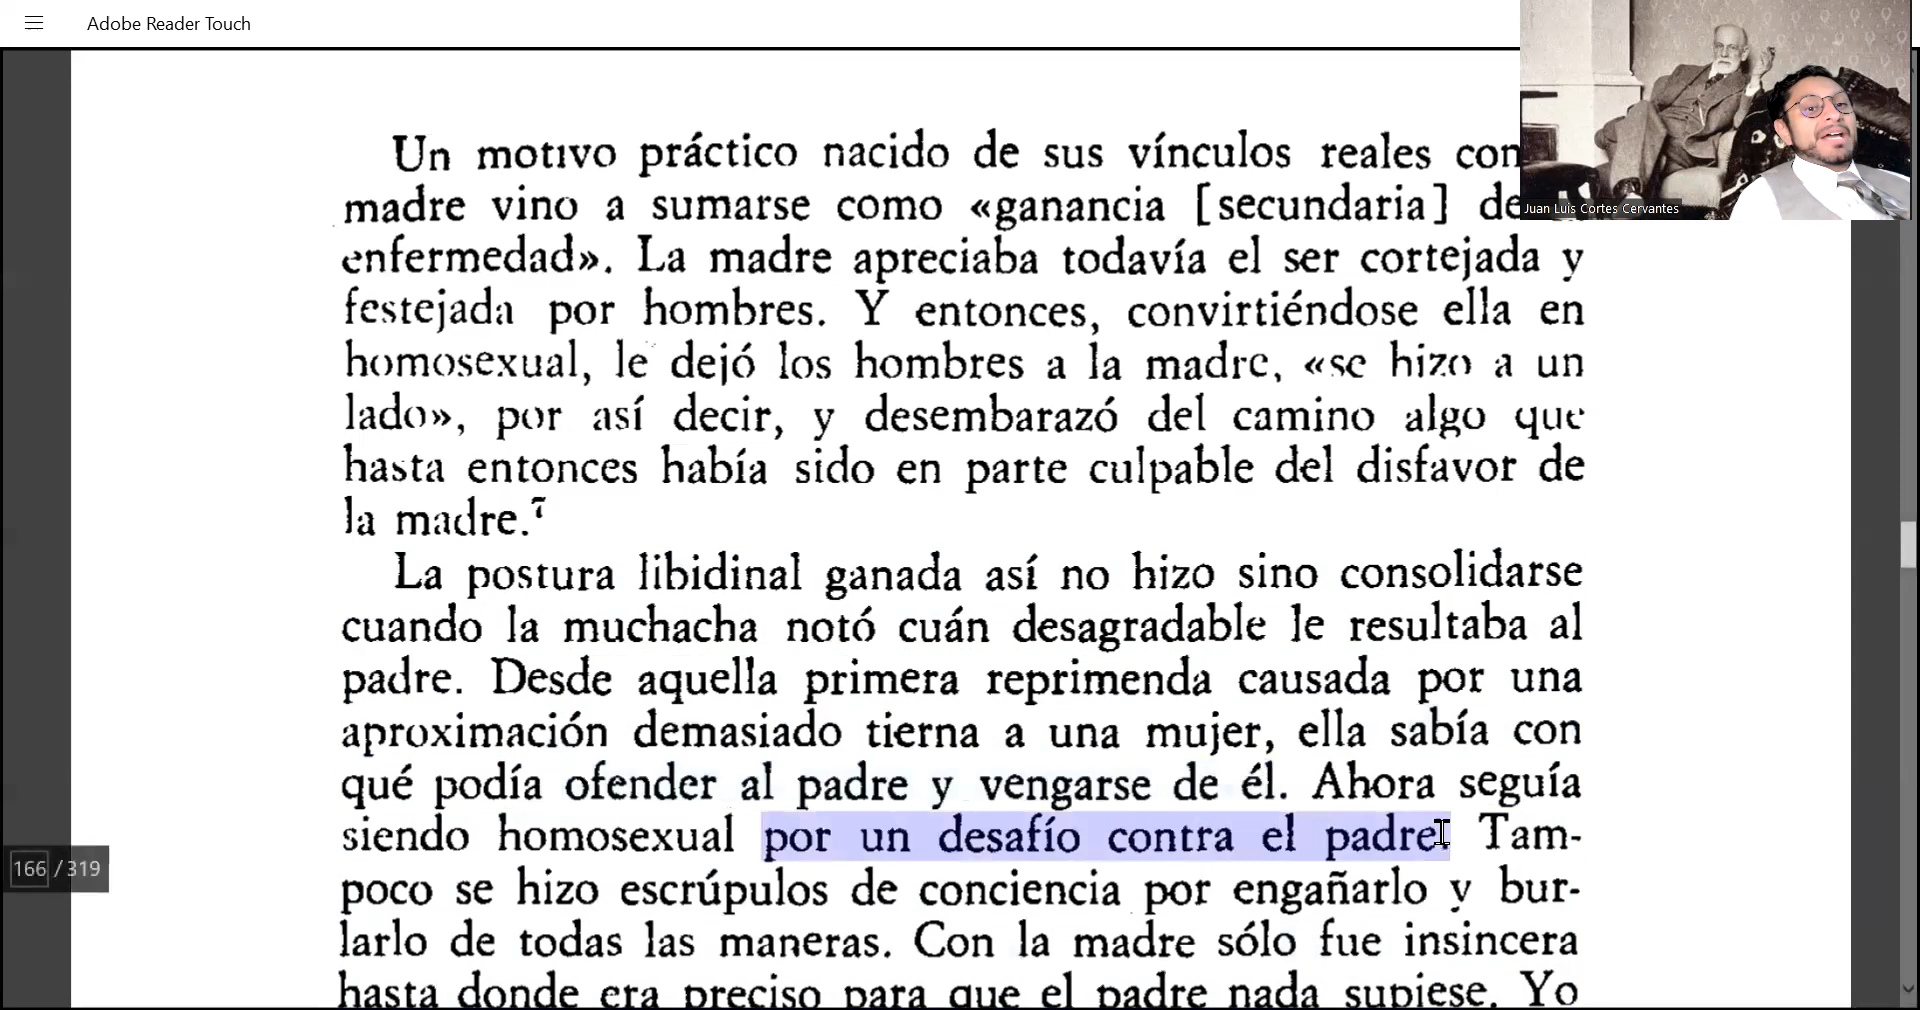 Adobe Reader Touch
Juan Luis Cortes Cervantes
Un motivo práctico nacido de sus vínculos reales con
madre vino a sumarse como «ganancia [secundaria] de
enfermedad». La madre apreciaba todavía el ser cortejada y
festejada por hombres. Y entonces, convirtiéndose ella en
homosexual, le dejó los hombres a la madre, «se hizo a un
lado», por así decir, y desembarazó del camino algo que
hasta entonces había sido en parte culpable del disfavor de
la madre.7
La postura libidinal ganada así no hizo sino consolidarse
cuando la muchacha notó cuán desagradable le resultaba al
padre. Desde aquella primera reprimenda causada por una
aproximación demasiado tierna a una mujer, ella sabía con
qué podía ofender al padre y vengarse de él. Ahora seguía
siendo homosexual por un desafío contra el padre. Tam-
poco se hizo escrúpulos de conciencia por engañarlo y bur-
larlo de todas las maneras. Con la madre sólo fue insincera
hasta donde era preciso para que el padre nada supiese. Yo
166 / 319